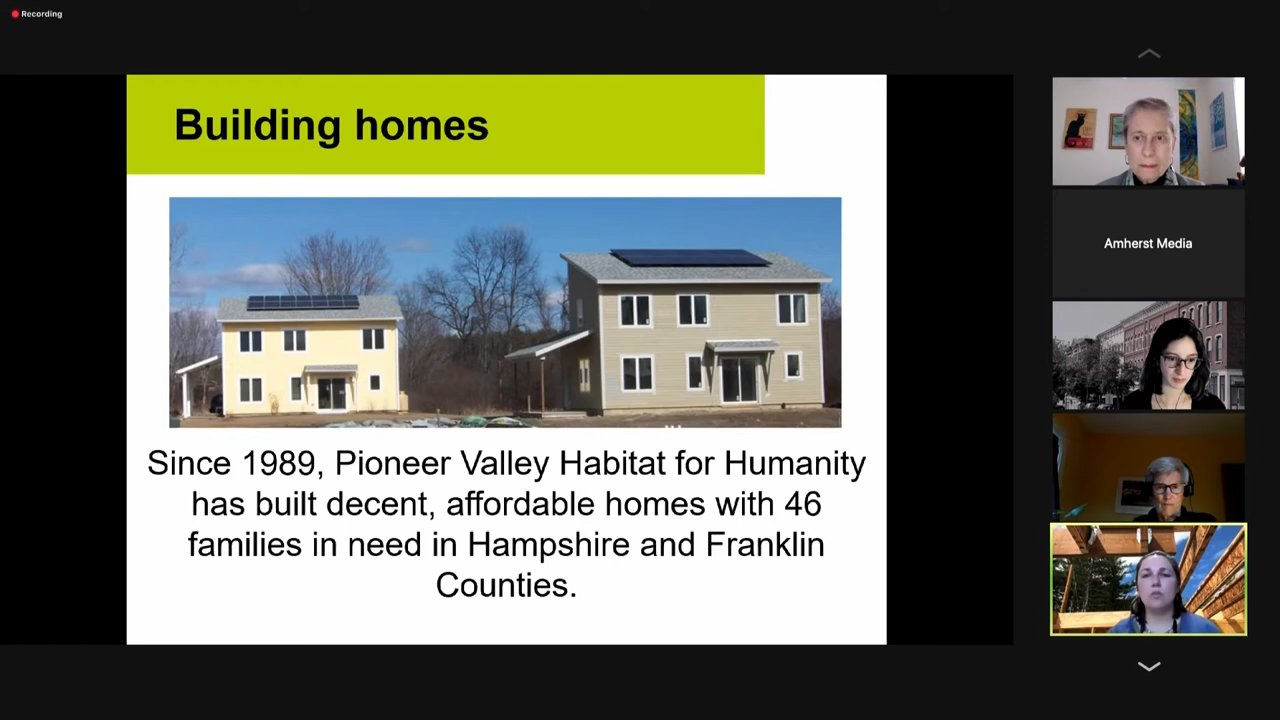 Recording
Building homes
Since 1989, Pioneer Valley Habitat for Humanity
has built decent, affordable homes with 46
families in need in Hampshire and Franklin
Counties.
Amherst Media